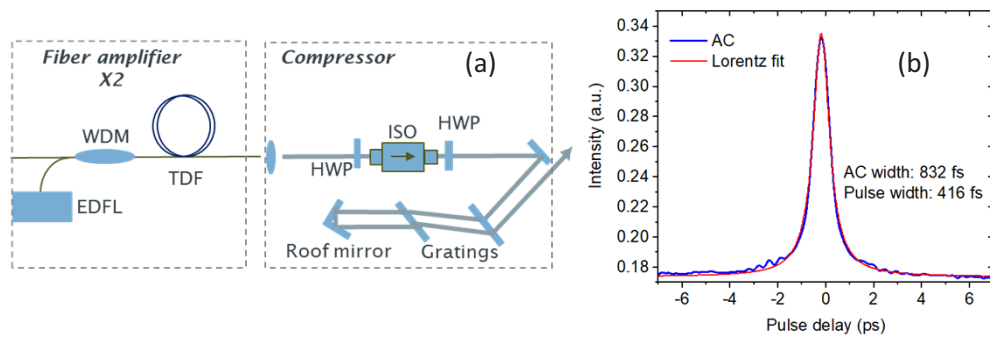 Fiber amplifier
X2
WDM
TDF
EDFL
Compressor
(a)
HWP
ISO
HWP
Roof mirror
Gratings
(b)
AC
Lorentz fit
AC width: 832 fs
Pulse width: 416 fs
Intensity (a.u.)
0.34
0.32
0.30
0.28
0.26
0.24
0.22
0.20
0.18
-6
-4
-2
0
2
4
6
Pulse delay (ps)